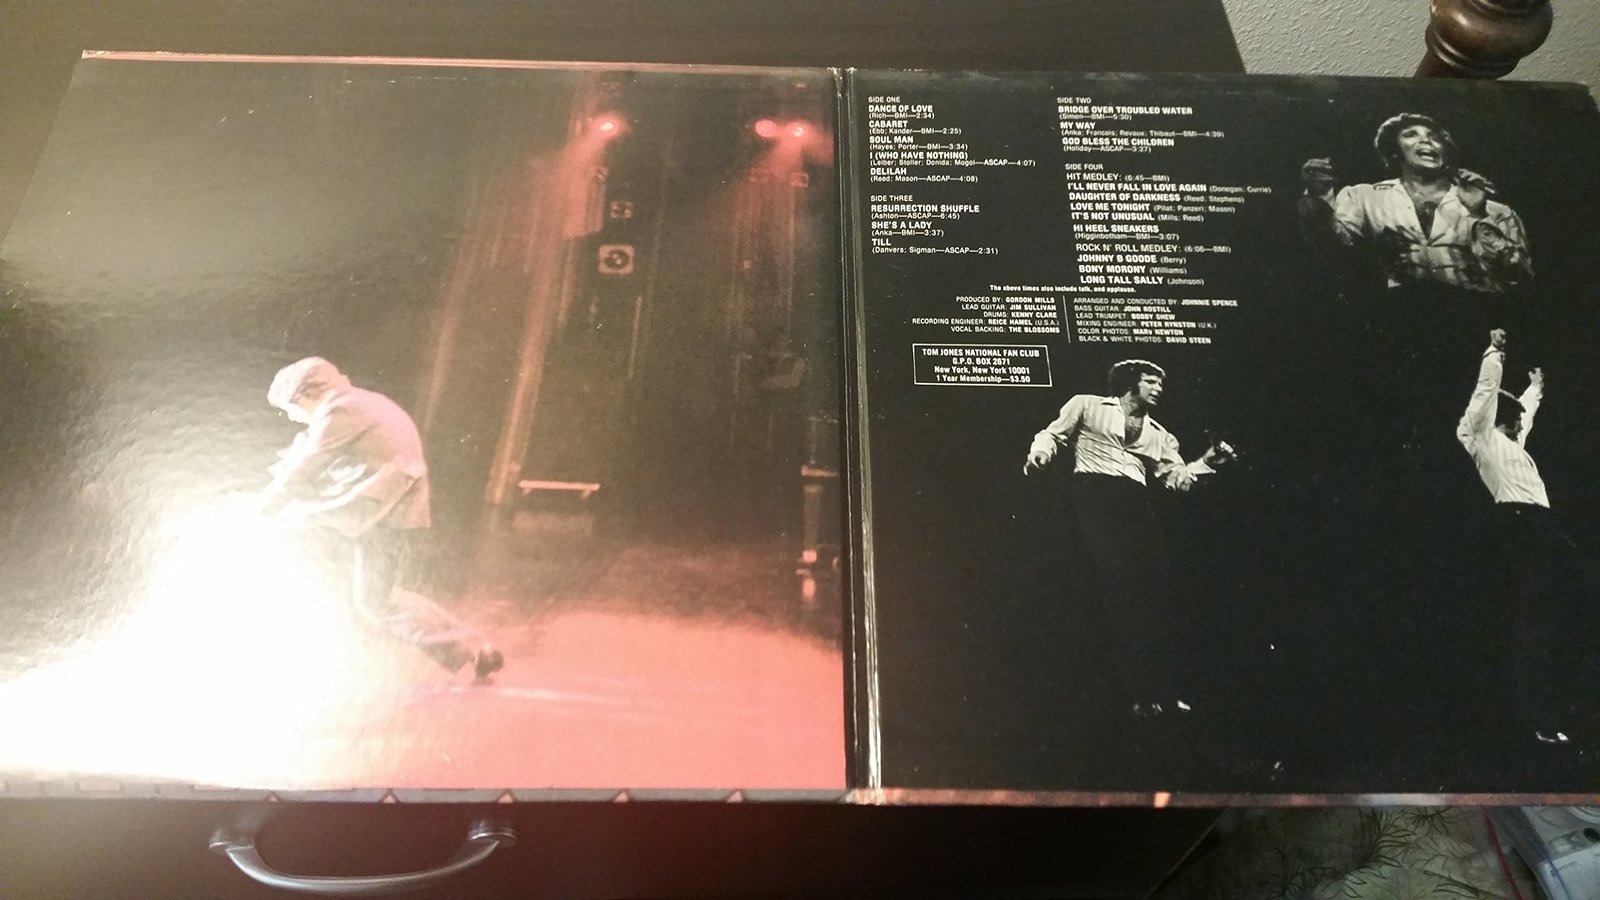 SIDE ONE
DANCE OF LOVE
(Rich—BMI—2:34)
CABARET
(Ebb; Kander—BMI—2:25)
SOUL MAN
(Hayes; Porter—BMI—3:34)
I (WHO HAVE NOTHING)
(Leiber; Stoller; Donida; Mogol—ASCAP—4:07)
DELILAH
(Reed; Mason—ASCAP—4:08)
SIDE THREE
RESURRECTION SHUFFLE
(Ashton—ASCAP—6:45)
SHE'S A LADY
(Anka—BMI—3:37)
TILL
(Danvers; Sigman—ASCAP—2:31)
SIDE TWO
BRIDGE OVER TROUBLED WATER
(Simon—BMI—5:30)
MY WAY
(Anka; Francois; Revaux; Thibaut—BMI—4:39)
GOD BLESS THE CHILDREN
(Holiday—ASCAP—3:27)
SIDE FOUR
HIT MEDLEY: (6:45—BMI)
I'LL NEVER FALL IN LOVE AGAIN (Donegan; Currie)
DAUGHTER OF DARKNESS (Reed; Stephens)
LOVE ME TONIGHT (Pilat; Panzeri; Mason)
IT'S NOT UNUSUAL (Mills; Reed)
HI HEEL SNEAKERS
(Higginbotham—BMI—3:07)
ROCK N' ROLL MEDLEY: (6:06—BMI)
JOHNNY B GOODE (Berry)
BONY MORONY (Williams)
LONG TALL SALLY (Johnson)
The above times also include talk, and applause.
PRODUCED BY: GORDON MILLS
LEAD GUITAR: JIM SULLIVAN
DRUMS: KENNY CLARE
RECORDING ENGINEER: REICE HAMEL (U.S.A.)
VOCAL BACKING: THE BLOSSOMS
ARRANGED AND CONDUCTED BY: JOHNNIE SPENCE
BASS GUITAR: JOHN ROSTILL
LEAD TRUMPET: BOBBY SHEW
MIXING ENGINEER: PETER RYNSTON (U.K.)
COLOR PHOTOS: MARV NEWTON
BLACK & WHITE PHOTOS: DAVID STEEN
TOM JONES NATIONAL FAN CLUB
G.P.O. BOX 2671
New York, New York 10001
1 Year Membership—$3.50